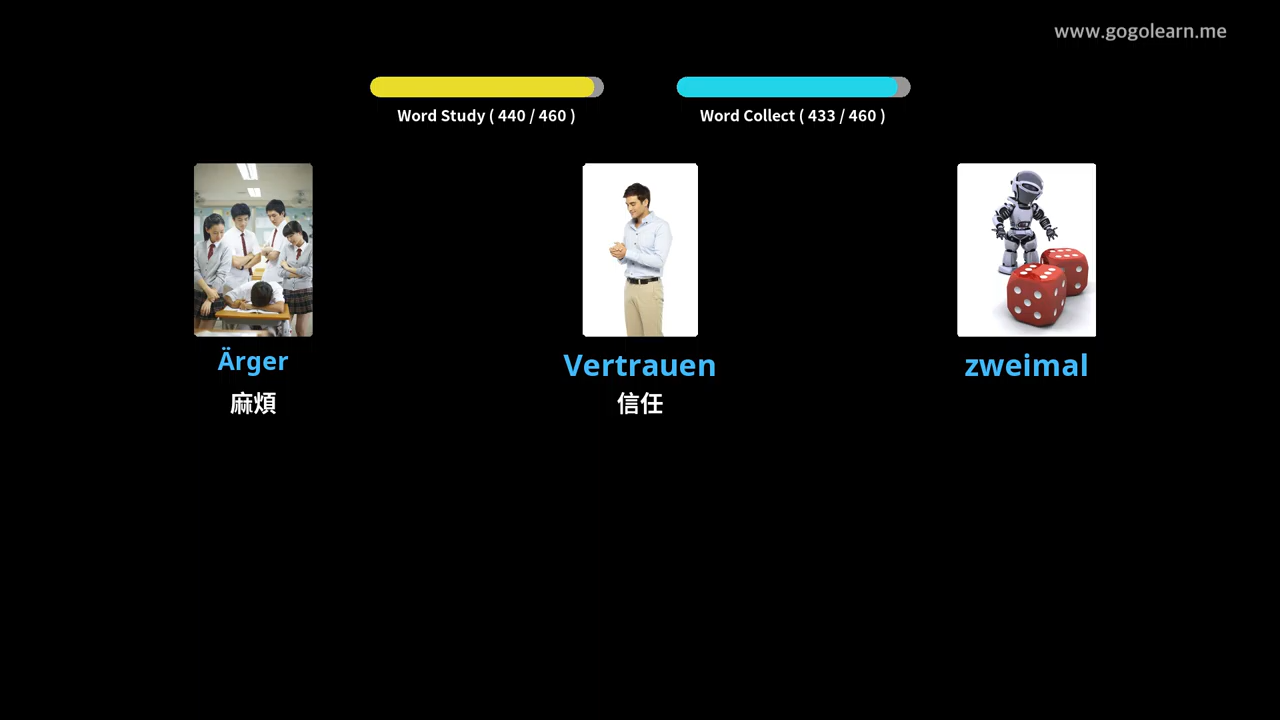 www.gogolearn.me
Word Study ( 440 / 460 )
Word Collect ( 433 / 460 )
Ärger
Vertrauen
zweimal
麻煩
信任